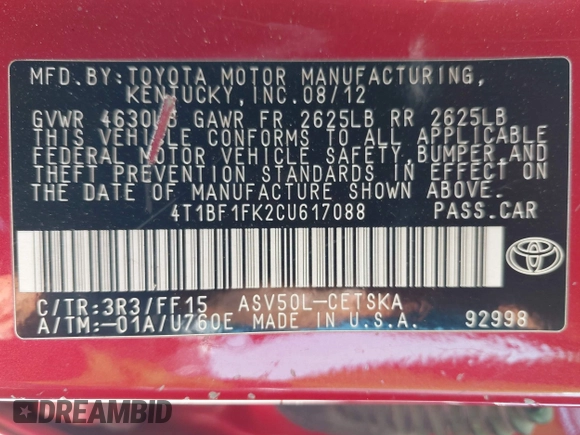 MFD.BY:TOYOTA MOTOR MANUFACTURING,
KENTUCKY, INC. 08/12
GVWR 4630LB GAWR FR 2625LB RR 2625LB
THIS VEHICLE CONFORMS TO ALL APPLICABLE
FEDERAL MOTOR VEHICLE SAFETY, BUMPER, AND
THEFT PREVENTION STANDARDS IN EFFECT ON
THE DATE OF MANUFACTURE SHOWN ABOVE.
4T1BF1FK2CU617088 PASS.CAR
C/TR:3R3/FF15 ASV50L-CETSKA
A/TM:-01A/U760E MADE IN U.S.A. 92998
DREAMBID